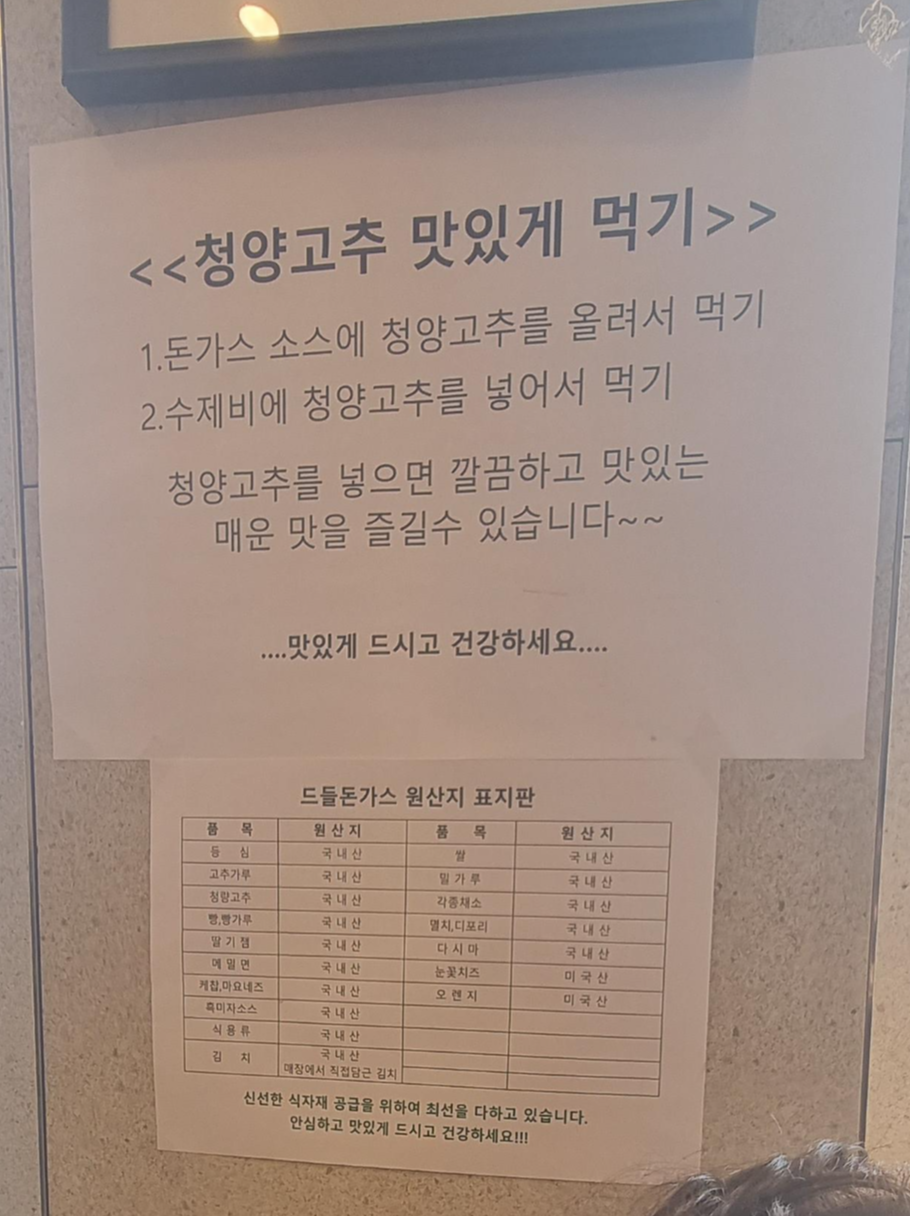 <<청양고추 맛있게 먹기>>
1.돈가스 소스에 청양고추를 올려서 먹기
2.수제비에 청양고추를 넣어서 먹기
청양고추를 넣으면 깔끔하고 맛있는
매운 맛을 즐길수 있습니다~~
....맛있게 드시고 건강하세요....
드들돈가스 원산지 표지판
품 목 원산지 품 목 원산지
등 심 국내산 쌀 국내산
고추가루 국내산 밀가루 국내산
청량고추 국내산 각종채소 국내산
빵,빵가루 국내산 멸치,디포리 국내산
딸기잼 국내산 다시마 국내산
메밀면 국내산 눈꽃치즈 미국산
케찹,마요네즈 국내산 오렌지 미국산
흑미자소스 국내산
식용류 국내산
김 치 국내산
매장에서 직접담근 김치
신선한 식자재 공급을 위하여 최선을 다하고 있습니다.
안심하고 맛있게 드시고 건강하세요!!!